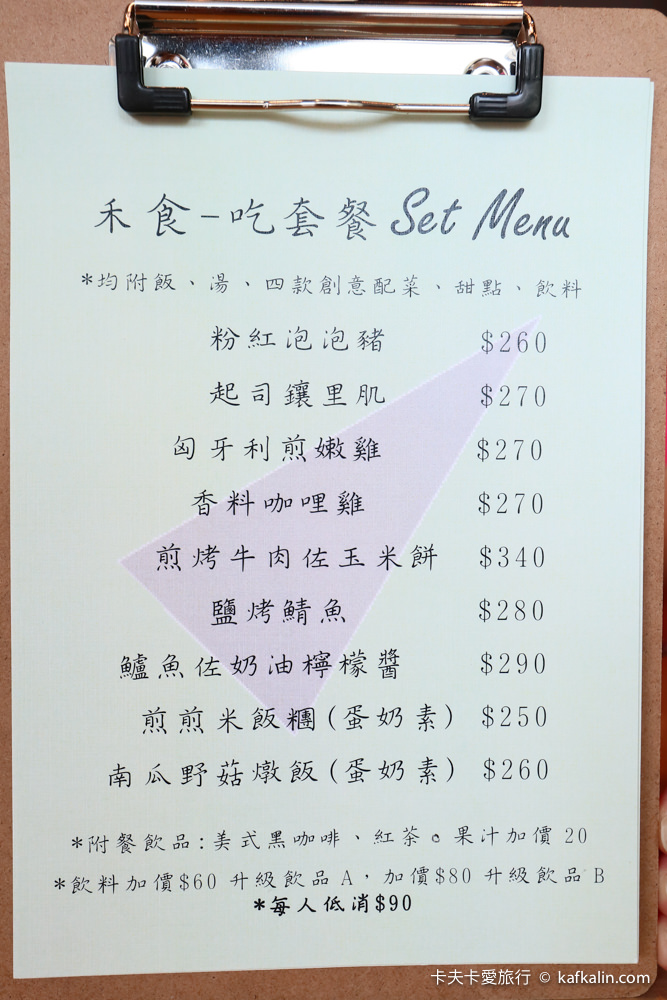 禾食-吃套餐 Set Menu
*均附飯、湯、四款創意配菜、甜點、飲料
粉紅泡泡豬 $260
起司鑲里肌 $270
匈牙利煎嫩雞 $270
香料咖哩雞 $270
煎烤牛肉佐玉米餅 $340
鹽烤鯖魚 $280
鱸魚佐奶油檸檬醬 $290
煎煎米飯糰(蛋奶素) $250
南瓜野菇燉飯(蛋奶素) $260
*附餐飲品:美式黑咖啡、紅茶。果汁加價 20
*飲料加價$60 升級飲品 A，加價$80 升級飲品 B
*每人低消$90
卡夫卡愛旅行 © kafkalin.com